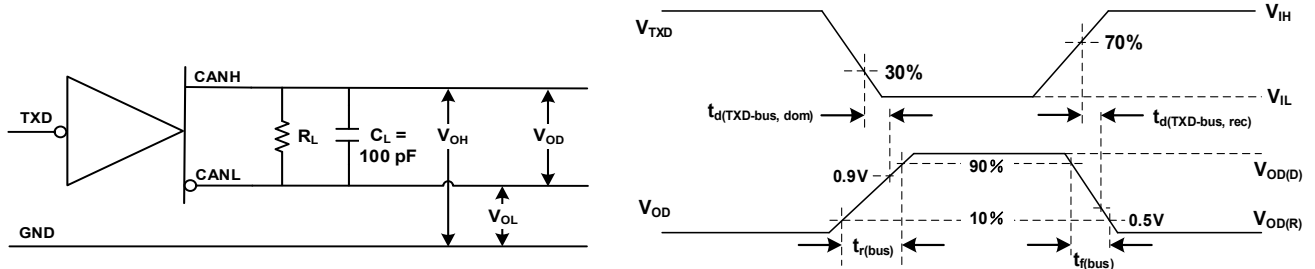 CANH
TXD
RL
CL =
100 pF
VOH
VOD
CANL
VOL
GND
VTXD
VIH
30%
70%
VIL
td(TXD-bus, dom)
td(TXD-bus, rec)
0.9V
90%
VOD(D)
VOD
10%
0.5V
VOD(R)
tr(bus)
tf(bus)